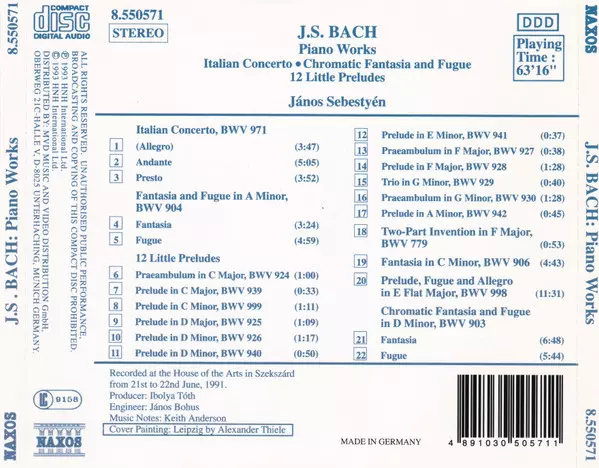 8.550571
J.S. BACH: Piano Works
NAXOS
COMPACT
disc
DIGITAL AUDIO
8.550571
STEREO
J.S. BACH
Piano Works
Italian Concerto • Chromatic Fantasia and Fugue
12 Little Preludes
János Sebestyén
DDD
Playing
Time :
63'16"
ALL RIGHTS RESERVED. UNAUTHORISED PUBLIC PERFORMANCE,
BROADCASTING AND COPYING OF THIS COMPACT DISC PROHIBITED.
℗ 1993 HNH International Ltd.
© 1993 HNH International Ltd.
DISTRIBUTED BY: MVD MUSIC AND VIDEO DISTRIBUTION GmbH,
OBERWEG 21C-HALLE V, D-8025 UNTERHACHING, MUNICH GERMANY.
Italian Concerto, BWV 971
1 (Allegro) (3:47)
2 Andante (5:05)
3 Presto (3:52)
Fantasia and Fugue in A Minor,
BWV 904
4 Fantasia (3:24)
5 Fugue (4:59)
12 Little Preludes
6 Praeambulum in C Major, BWV 924 (1:00)
7 Prelude in C Major, BWV 939 (0:33)
8 Prelude in C Minor, BWV 999 (1:11)
9 Prelude in D Major, BWV 925 (1:09)
10 Prelude in D Minor, BWV 926 (1:17)
11 Prelude in D Minor, BWV 940 (0:50)
12 Prelude in E Minor, BWV 941 (0:37)
13 Praeambulum in F Major, BWV 927 (0:38)
14 Prelude in F Major, BWV 928 (1:28)
15 Trio in G Minor, BWV 929 (0:40)
16 Praeambulum in G Minor, BWV 930 (1:28)
17 Prelude in A Minor, BWV 942 (0:45)
18 Two-Part Invention in F Major,
BWV 779 (0:53)
19 Fantasia in C Minor, BWV 906 (4:43)
20 Prelude, Fugue and Allegro
in E Flat Major, BWV 998 (11:31)
Chromatic Fantasia and Fugue
in D Minor, BWV 903
21 Fantasia (6:48)
22 Fugue (5:44)
Recorded at the House of the Arts in Szekszárd
from 21st to 22nd June, 1991.
Producer: Ibolya Tóth
Engineer: János Bohus
Music Notes: Keith Anderson
Cover Painting: Leipzig by Alexander Thiele
LC 9158
NAXOS
MADE IN GERMANY
4 891030 505711
NAXOS
J.S. BACH: Piano Works
8.550571